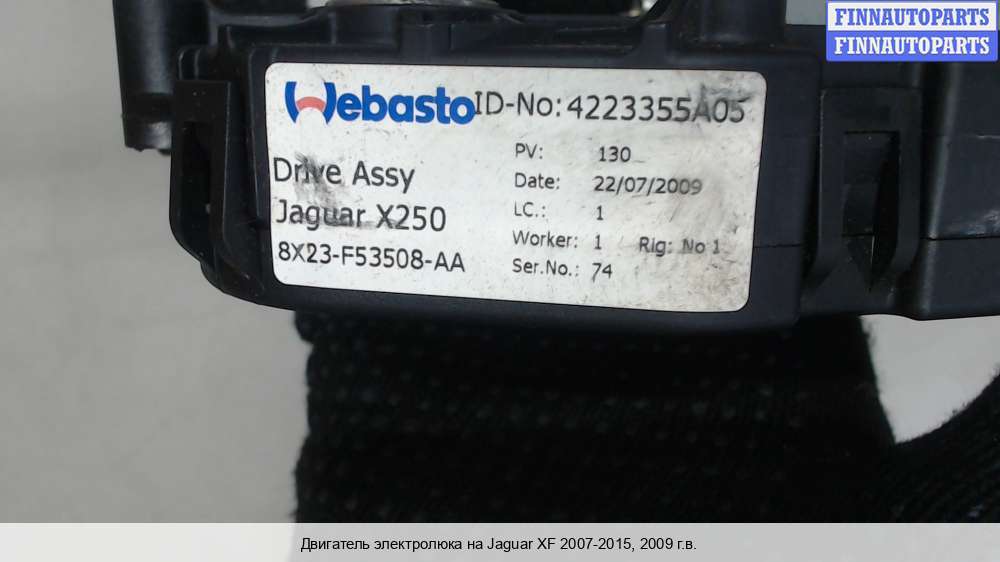 FINNAUTOPARTS
FINNAUTOPARTS
Webasto ID-No: 4223355A05
Drive Assy
Jaguar X250
8X23-F53508-AA
PV: 130
Date: 22/07/2009
LC.: 1
Worker: 1 Rig: No 1
Ser.No.: 74
Двигатель электролюка на Jaguar XF 2007-2015, 2009 г.в.